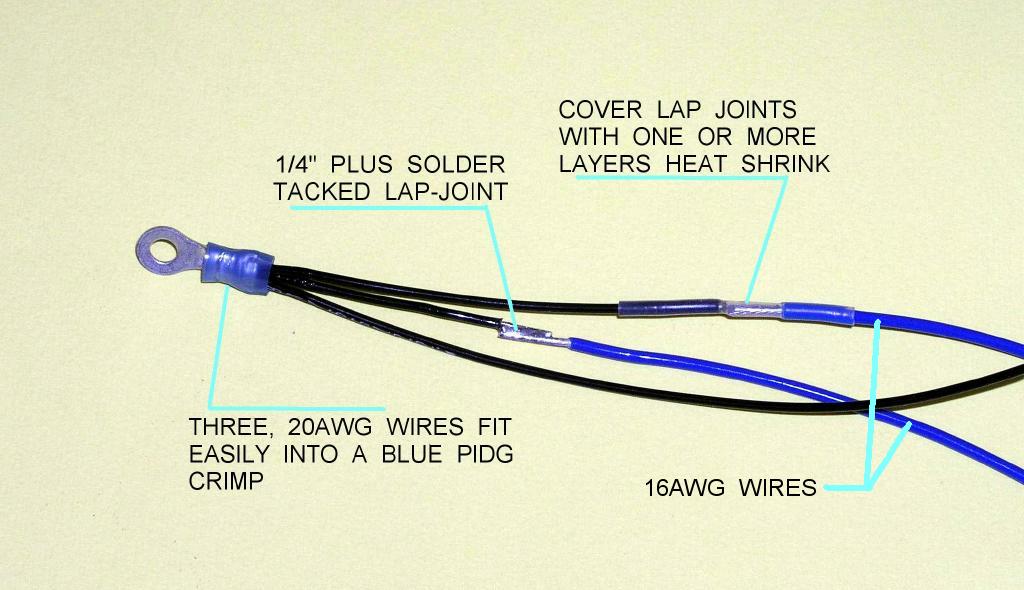 COVER LAP JOINTS
WITH ONE OR MORE
LAYERS HEAT SHRINK
1/4" PLUS SOLDER
TACKED LAP-JOINT
THREE, 20AWG WIRES FIT
EASILY INTO A BLUE PIDG
CRIMP
16AWG WIRES